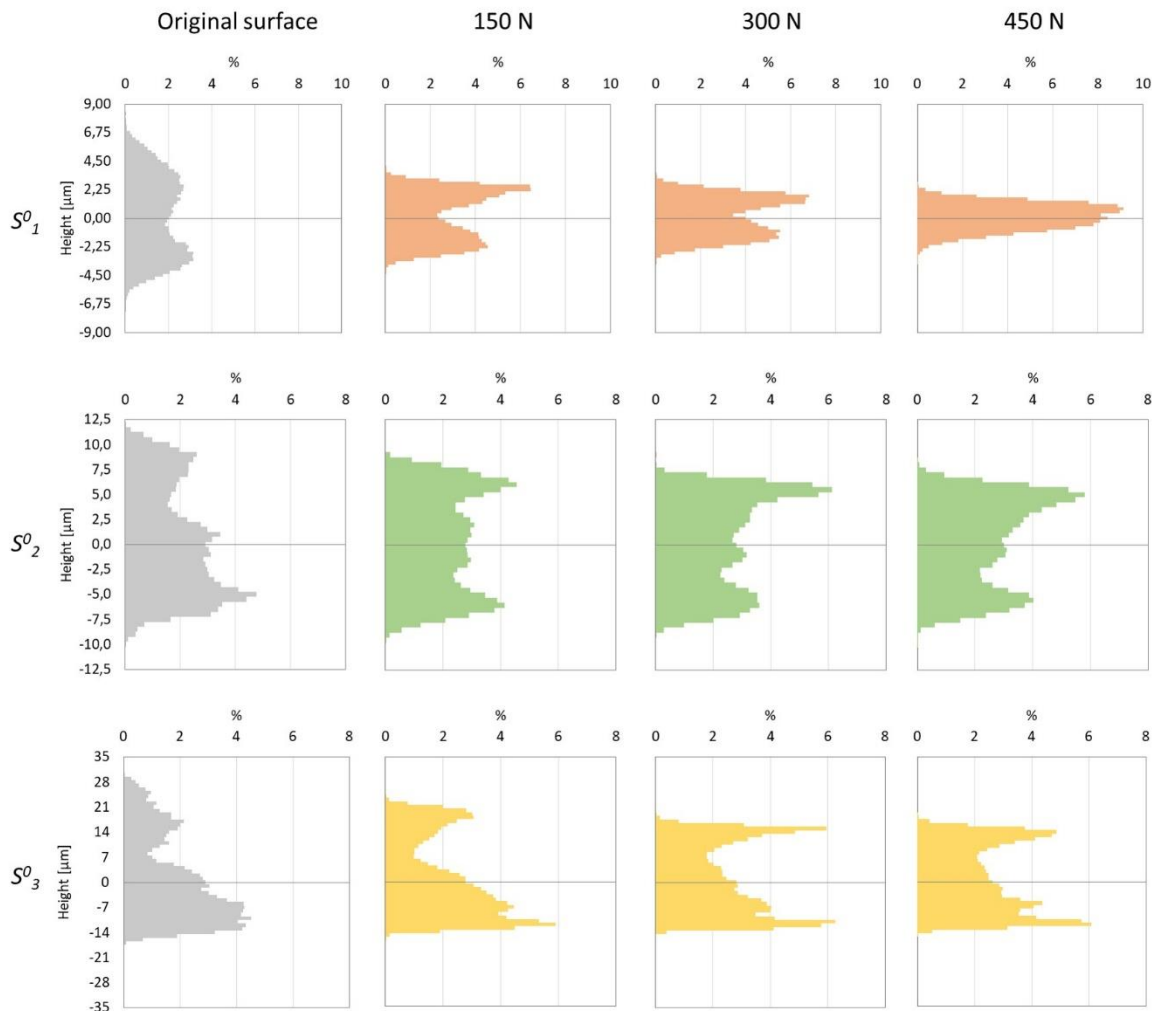 Original surface 150 N 300 N 450 N
% % % %
0 2 4 6 8 10 0 2 4 6 8 10 0 2 4 6 8 10 0 2 4 6 8 10
9,00
6,75
4,50
2,25
0,00
-2,25
-4,50
-6,75
-9,00
Height [µm]
S⁰₁
% % % %
0 2 4 6 8 0 2 4 6 8 0 2 4 6 8 0 2 4 6 8
12,5
10,0
7,5
5,0
2,5
0,0
-2,5
-5,0
-7,5
-10,0
-12,5
Height [µm]
S⁰₂
% % % %
0 2 4 6 8 0 2 4 6 8 0 2 4 6 8 0 2 4 6 8
35
28
21
14
7
0
-7
-14
-21
-28
-35
Height [µm]
S⁰₃